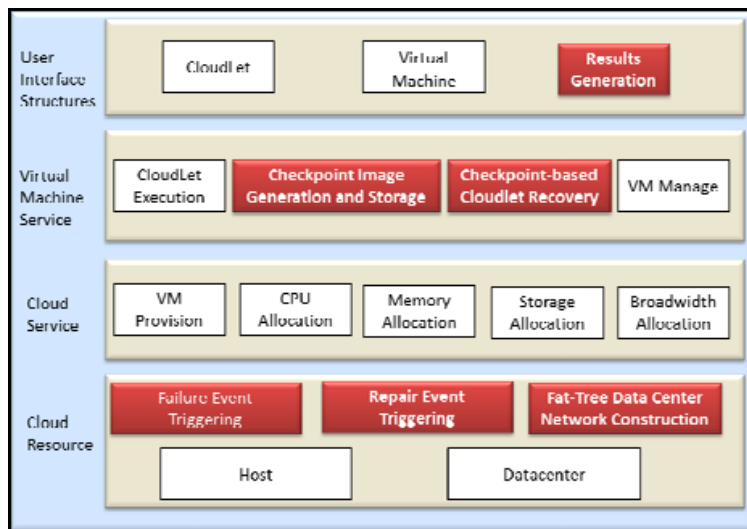 User
Interface
Structures
CloudLet
Virtual
Machine
Results
Generation
Virtual
Machine
Service
CloudLet
Execution
Checkpoint Image
Generation and Storage
Checkpoint-based
Cloudlet Recovery
VM Manage
Cloud
Service
VM
Provision
CPU
Allocation
Memory
Allocation
Storage
Allocation
Broadwidth
Allocation
Cloud
Resource
Failure Event
Triggering
Repair Event
Triggering
Fat-Tree Data Center
Network Construction
Host
Datacenter